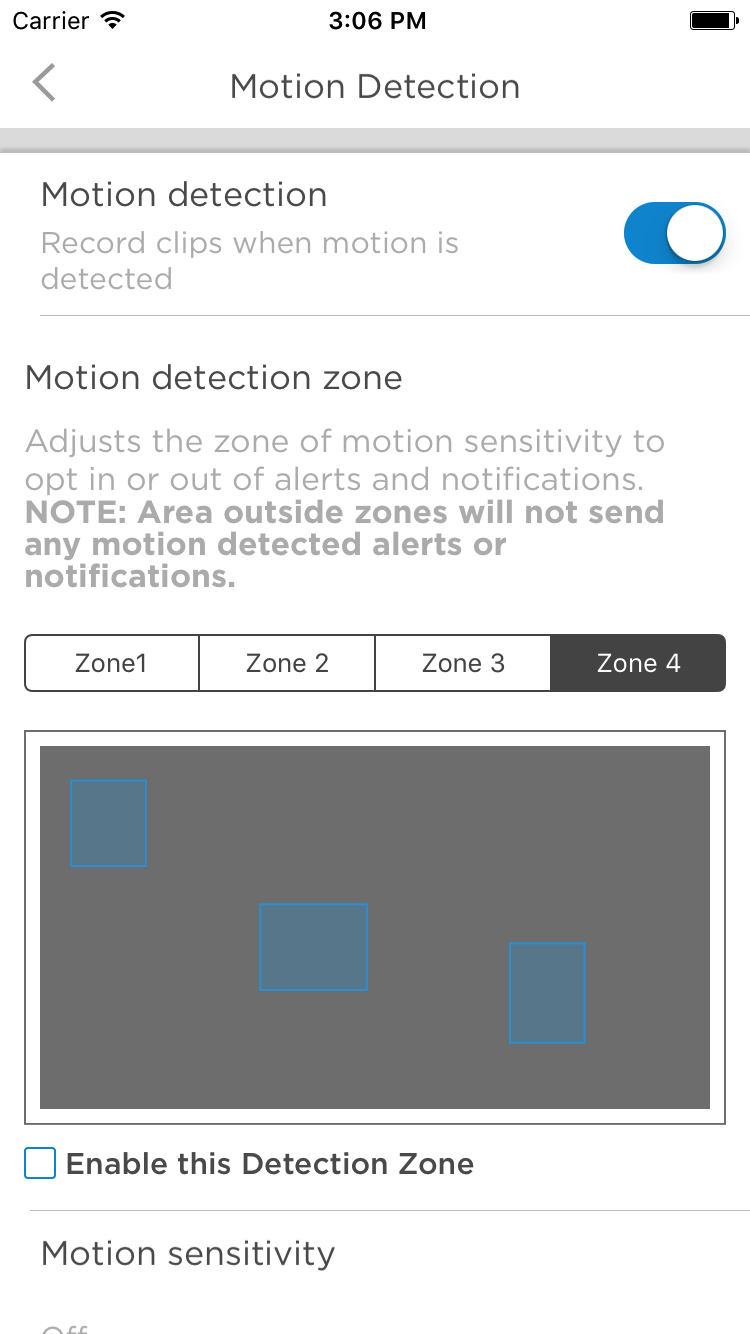 Carrier 3:06 PM
Motion Detection
Motion detection
Record clips when motion is
detected
Motion detection zone
Adjusts the zone of motion sensitivity to
opt in or out of alerts and notifications.
NOTE: Area outside zones will not send
any motion detected alerts or
notifications.
Zone1 Zone 2 Zone 3 Zone 4
Enable this Detection Zone
Motion sensitivity
Off